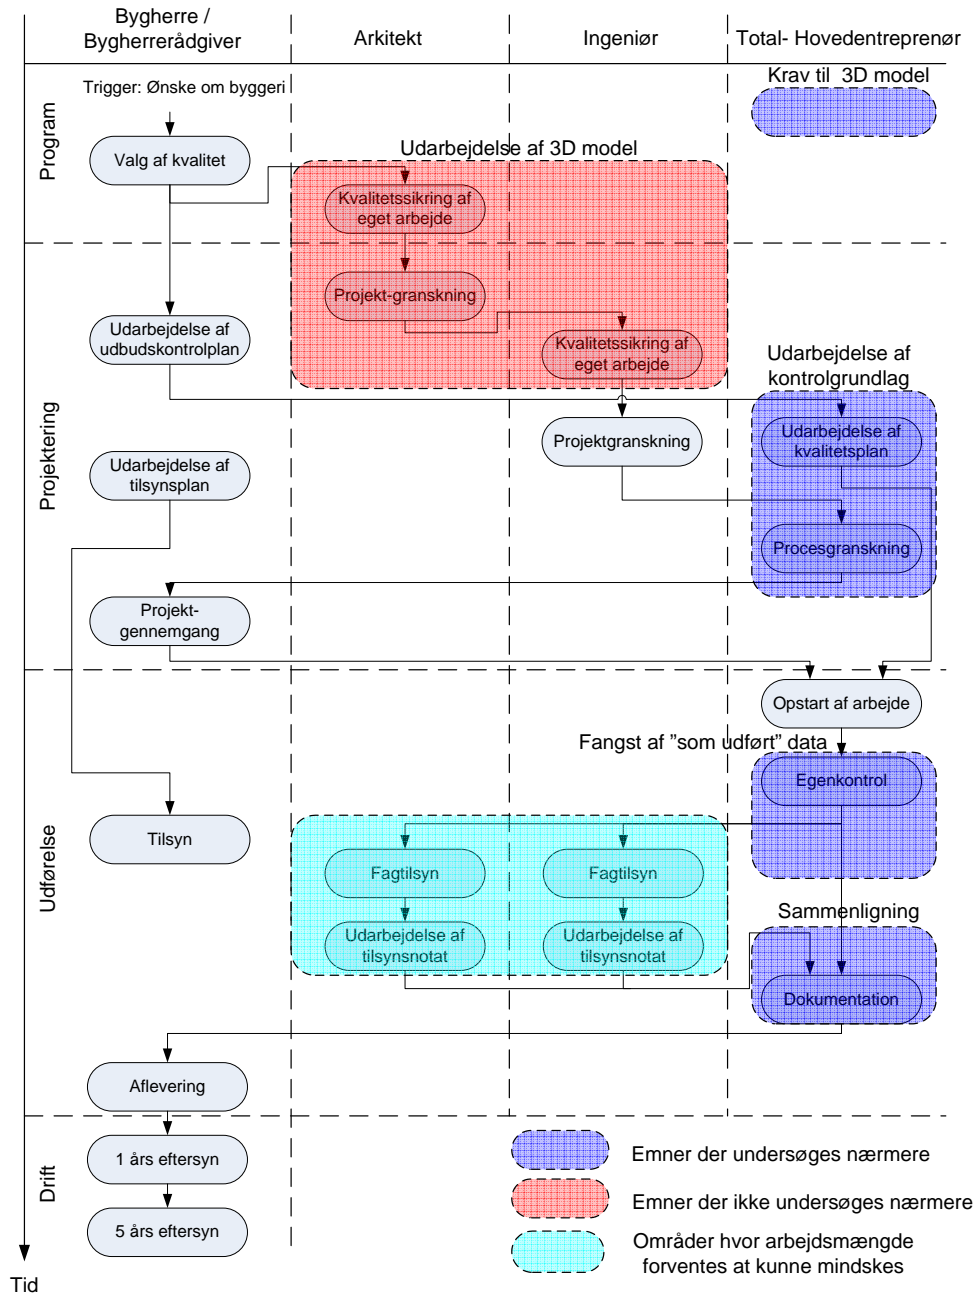 Bygherre /
Bygherrerådgiver
Arkitekt
Ingeniør
Total- Hovedentreprenør
Program
Trigger: Ønske om byggeri
Krav til 3D model
Valg af kvalitet
Udarbejdelse af 3D model
Kvalitetssikring af
eget arbejde
Projektering
Projekt-granskning
Udarbejdelse af
udbudskontrolplan
Kvalitetssikring af
eget arbejde
Udarbejdelse af
kontrolgrundlag
Projektgranskning
Udarbejdelse af
kvalitetsplan
Udarbejdelse af
tilsynsplan
Procesgranskning
Projekt-
gennemgang
Udførelse
Opstart af arbejde
Fangst af ”som udført” data
Egenkontrol
Tilsyn
Fagtilsyn
Fagtilsyn
Sammenligning
Udarbejdelse af
tilsynsnotat
Udarbejdelse af
tilsynsnotat
Dokumentation
Aflevering
Drift
1 års eftersyn
5 års eftersyn
Emner der undersøges nærmere
Emner der ikke undersøges nærmere
Områder hvor arbejdsmængde
forventes at kunne mindskes
Tid